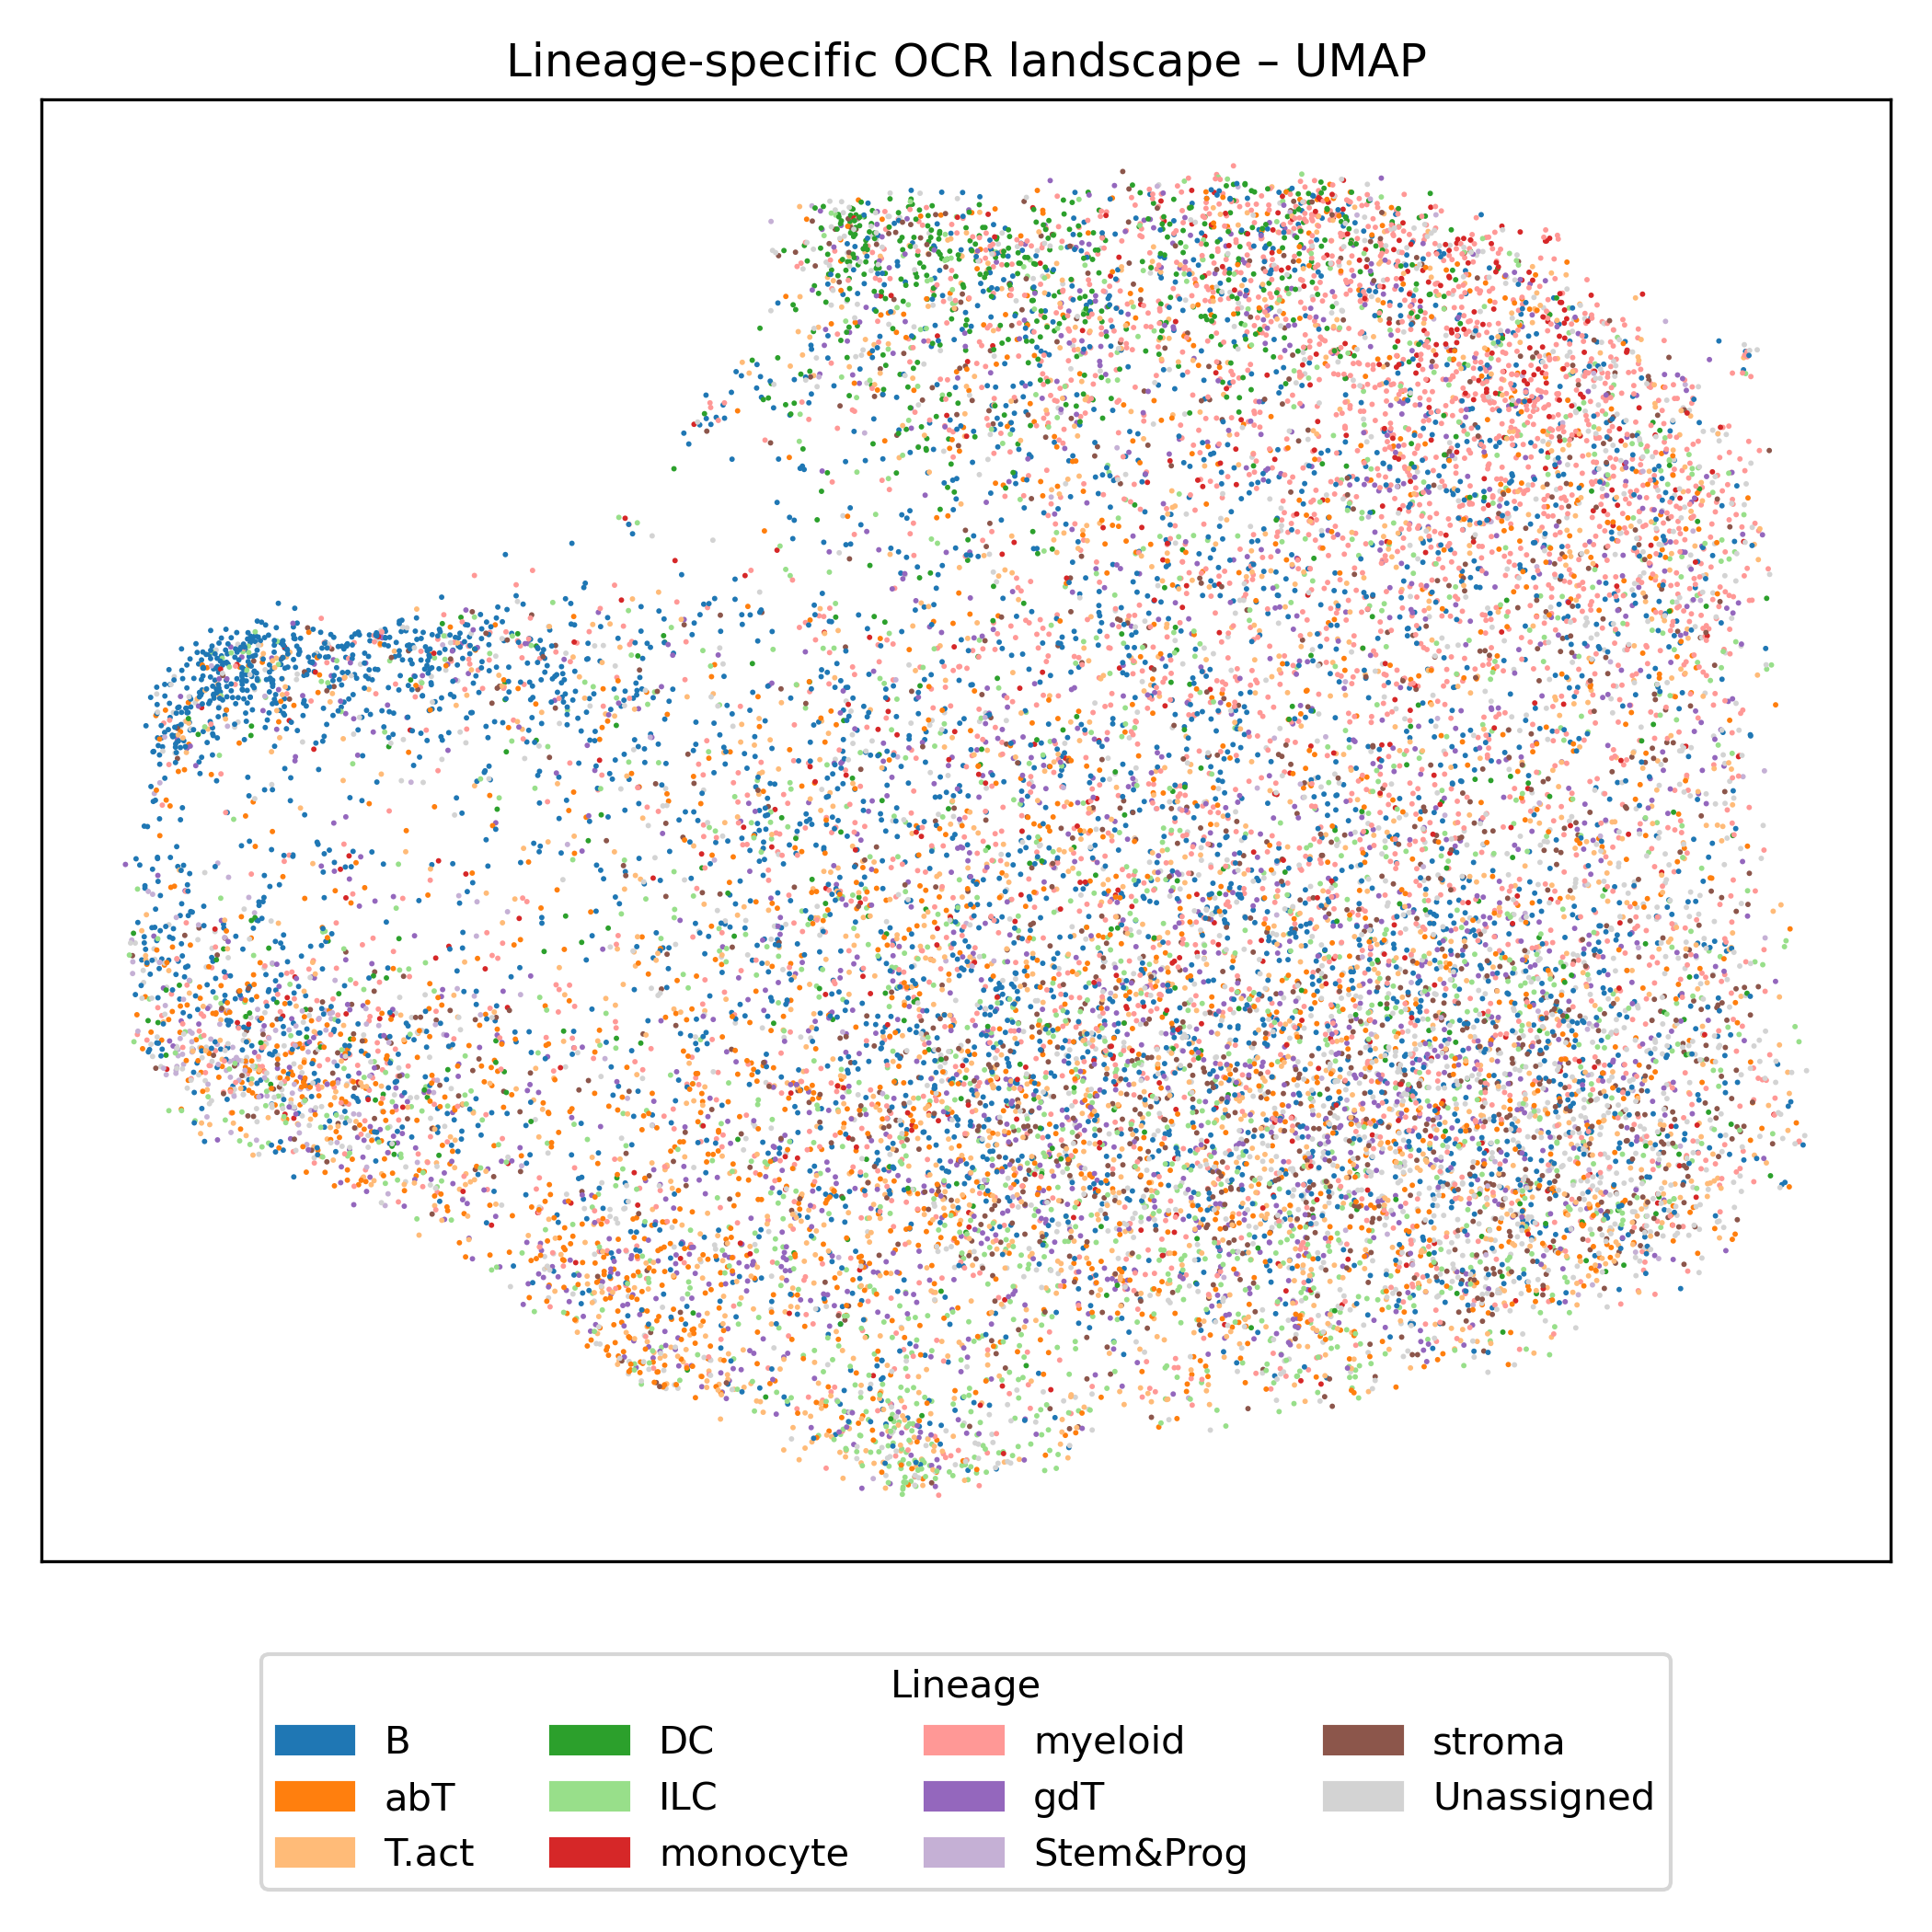 Lineage-specific OCR landscape – UMAP
Lineage
B
abT
T.act
DC
ILC
monocyte
myeloid
gdT
Stem&Prog
stroma
Unassigned